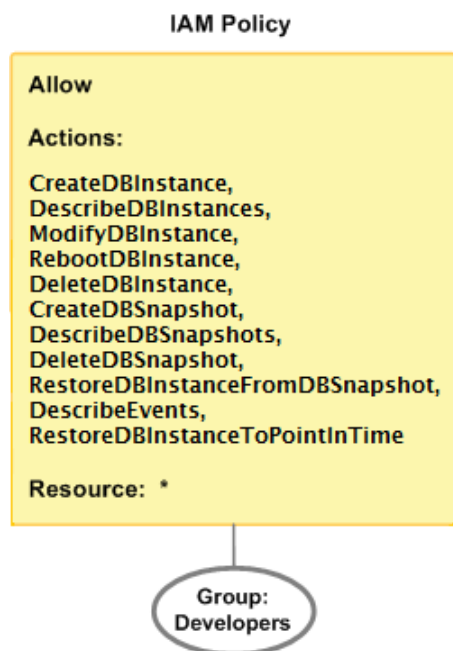 IAM Policy
Allow
Actions:
CreateDBInstance,
DescribeDBInstances,
ModifyDBInstance,
RebootDBInstance,
DeleteDBInstance,
CreateDBSnapshot,
DescribeDBSnapshots,
DeleteDBSnapshot,
RestoreDBInstanceFromDBSnapshot,
DescribeEvents,
RestoreDBInstanceToPointInTime
Resource: *
Group:
Developers